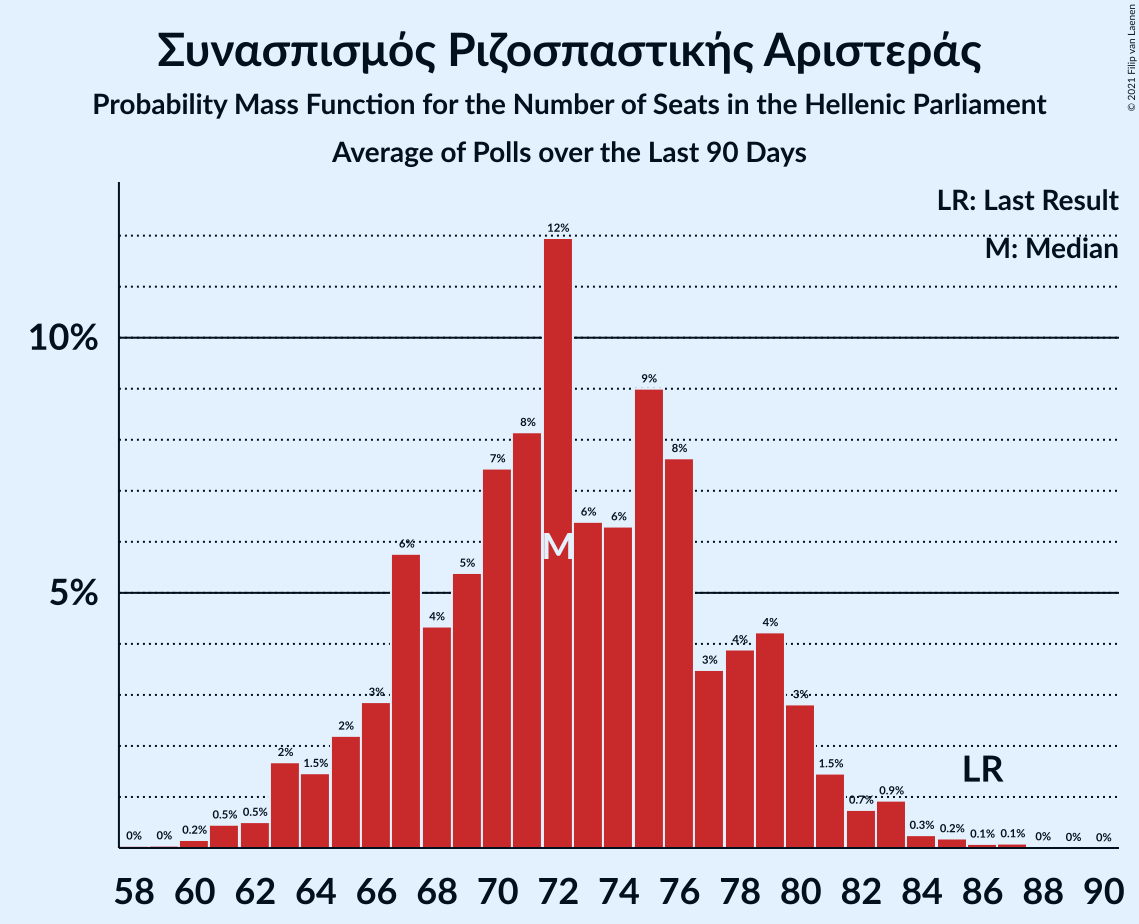 Συνασπισμός Ριζοσπαστικής Αριστεράς
Probability Mass Function for the Number of Seats in the Hellenic Parliament
Average of Polls over the Last 90 Days
© 2021 Filip van Laenen
LR: Last Result
M: Median
10%
5%
0% 0% 0.2% 0.5% 0.5% 2% 1.5% 2% 3% 6% 4% 5% 7% 8% 12% 6% 6% 9% 8% 3% 4% 4% 3% 1.5% 0.7% 0.9% 0.3% 0.2% 0.1% 0.1% 0% 0% 0%
M
LR
58 60 62 64 66 68 70 72 74 76 78 80 82 84 86 88 90